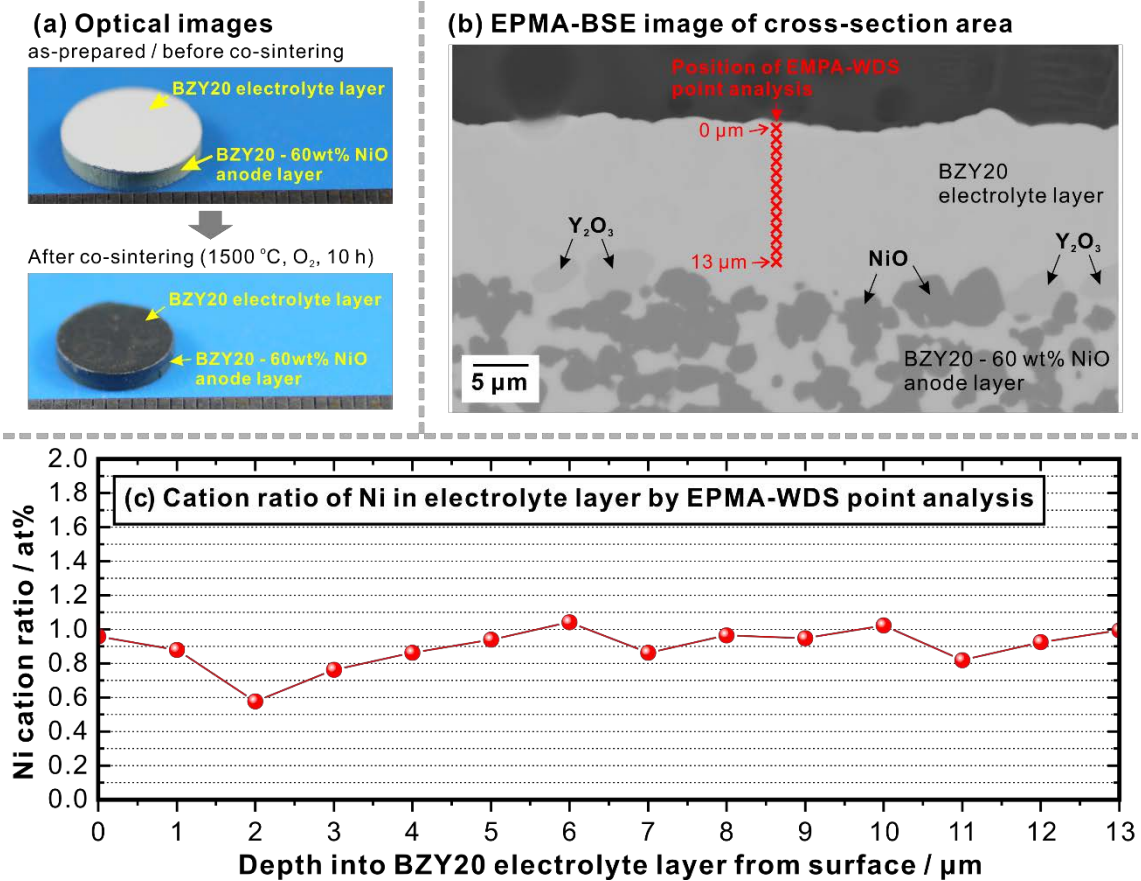 (a) Optical images
as-prepared / before co-sintering
BZY20 electrolyte layer
BZY20 - 60wt% NiO
anode layer
After co-sintering (1500 °C, O₂, 10 h)
BZY20 electrolyte layer
BZY20 - 60wt% NiO
anode layer
(b) EPMA-BSE image of cross-section area
Position of EMPA-WDS
point analysis
0 µm
BZY20
electrolyte layer
Y₂O₃
Y₂O₃
13 µm
NiO
BZY20 - 60 wt% NiO
anode layer
5 µm
(c) Cation ratio of Ni in electrolyte layer by EPMA-WDS point analysis
Ni cation ratio / at%
2.0
1.8
1.6
1.4
1.2
1.0
0.8
0.6
0.4
0.2
0.0
0 1 2 3 4 5 6 7 8 9 10 11 12 13
Depth into BZY20 electrolyte layer from surface / µm